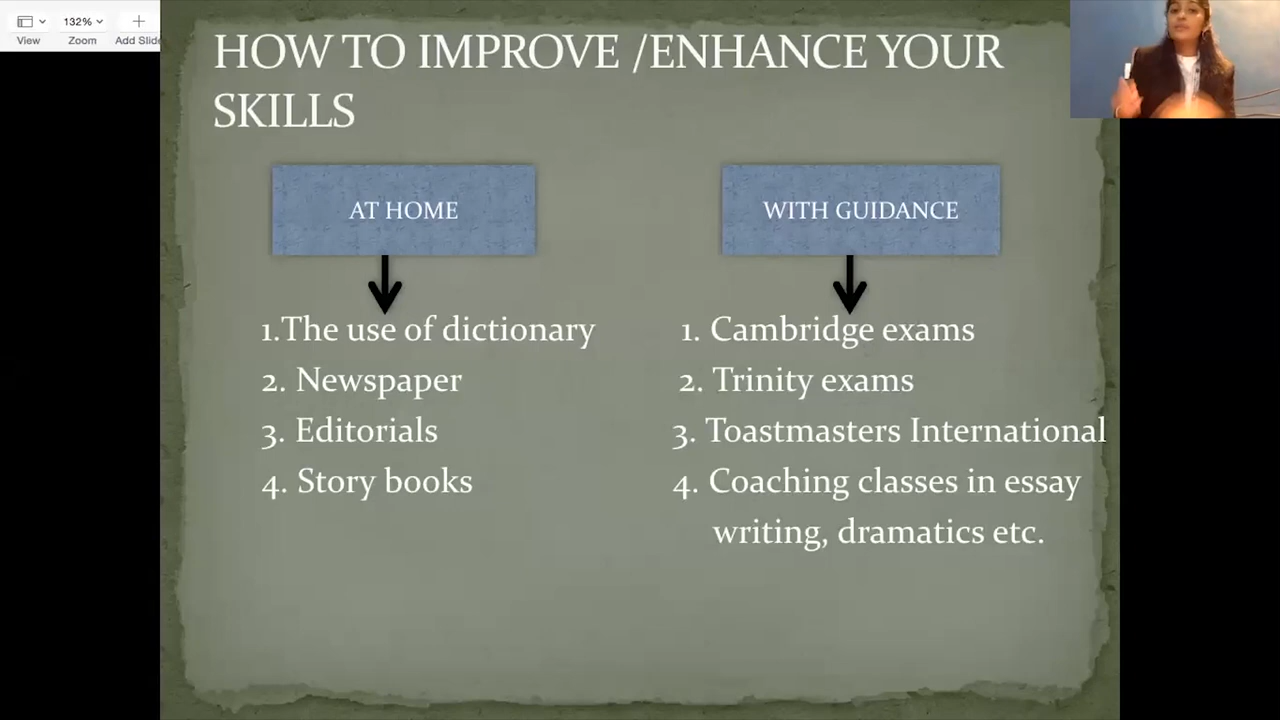 132%
View
Zoom
Add Slid
HOW TO IMPROVE /ENHANCE YOUR
SKILLS
AT HOME
1.The use of dictionary
2. Newspaper
3. Editorials
4. Story books
WITH GUIDANCE
1. Cambridge exams
2. Trinity exams
3. Toastmasters International
4. Coaching classes in essay
writing, dramatics etc.